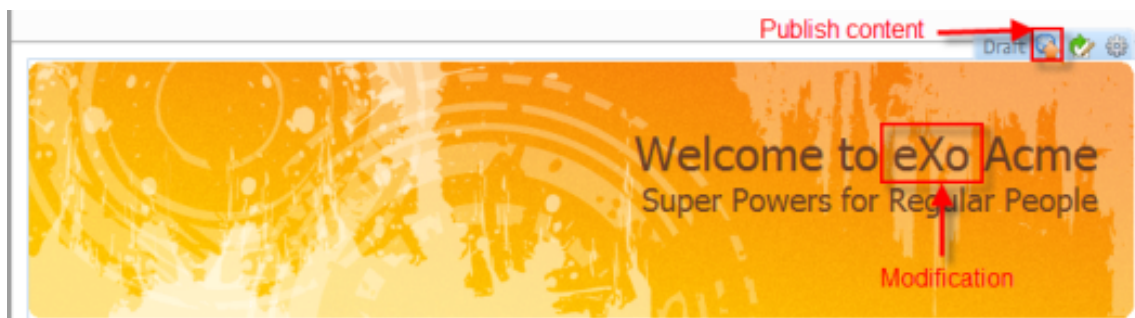 Publish content
Draft
Welcome to eXo Acme
Super Powers for Regular People
Modification